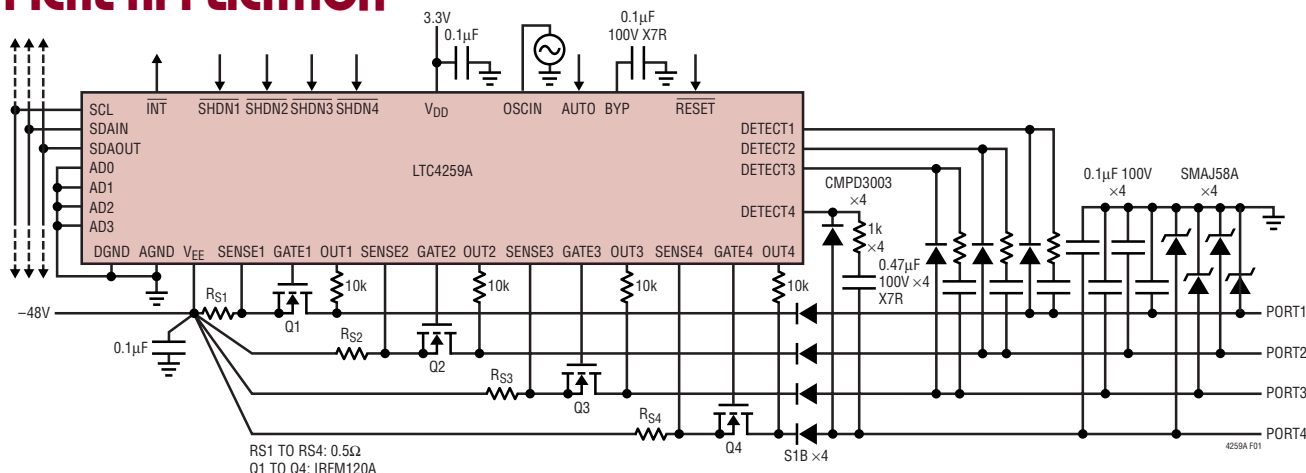 3.3V
0.1μF
0.1μF
100V X7R
SCL
SDAIN
SDAOUT
AD0
AD1
AD2
AD3
INT
SHDN1 SHDN2 SHDN3 SHDN4
VDD
OSCIN
AUTO BYP
RESET
DETECT1
DETECT2
DETECT3
DETECT4
LTC4259A
DGND AGND VEE SENSE1 GATE1 OUT1 SENSE2 GATE2 OUT2 SENSE3 GATE3 OUT3 SENSE4 GATE4 OUT4
CMPD3003
×4
1k
×4
0.47μF
100V ×4
X7R
0.1μF 100V
×4
SMAJ58A
×4
–48V
0.1μF
RS1
Q1
10k
RS2
Q2
10k
RS3
Q3
10k
RS4
Q4
10k
S1B ×4
PORT1
PORT2
PORT3
PORT4
4259A F01
RS1 TO RS4: 0.5Ω
Q1 TO Q4: IRFM120A